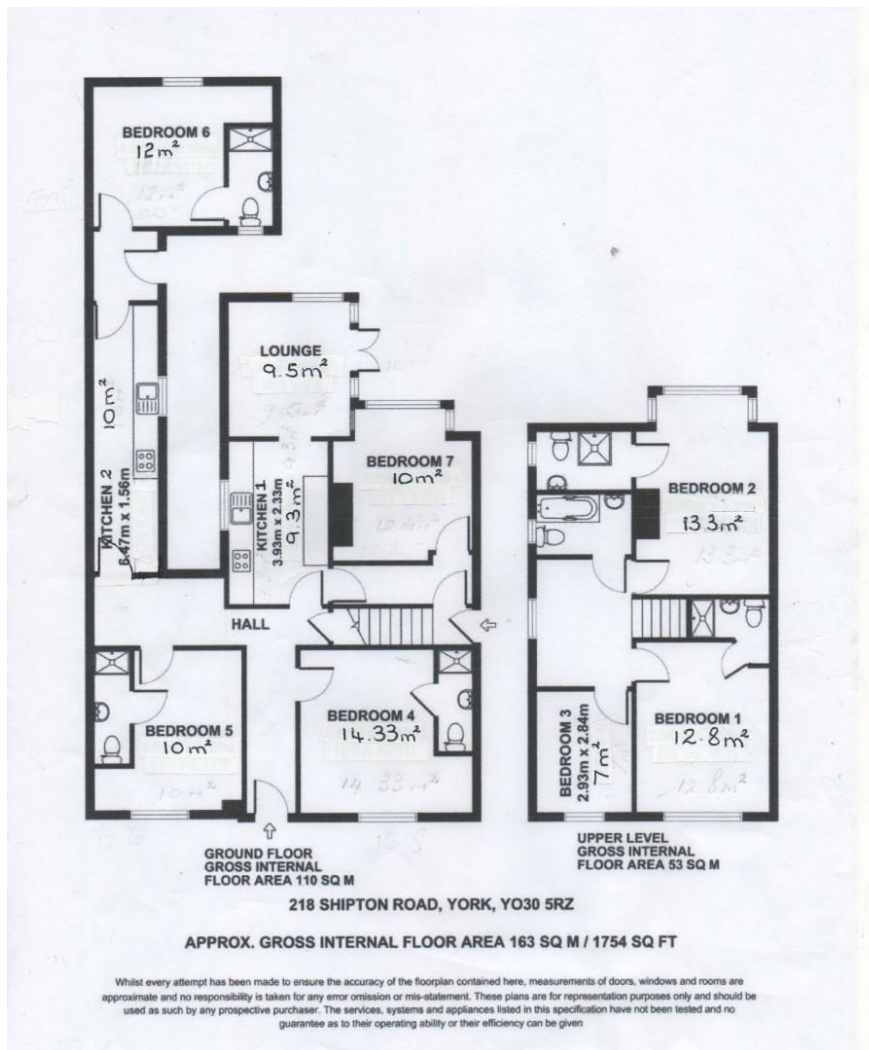 BEDROOM 6
12m²
LOUNGE
9.5m²
10m²
KITCHEN 2
6.47m x 1.56m
KITCHEN 1
3.93m x 2.33m
9.3m²
BEDROOM 7
10m²
BEDROOM 2
13.3m²
HALL
BEDROOM 5
10m²
BEDROOM 4
14.33m²
BEDROOM 3
2.93m x 2.84m
7m²
BEDROOM 1
12.8m²
10m²
14.33m²
12.8m²
GROUND FLOOR
GROSS INTERNAL
FLOOR AREA 110 SQ M
UPPER LEVEL
GROSS INTERNAL
FLOOR AREA 53 SQ M
218 SHIPTON ROAD, YORK, YO30 5RZ
APPROX. GROSS INTERNAL FLOOR AREA 163 SQ M / 1754 SQ FT
Whilst every attempt has been made to ensure the accuracy of the floorplan contained here, measurements of doors, windows and rooms are
approximate and no responsibility is taken for any error omission or mis-statement. These plans are for representation purposes only and should be
used as such by any prospective purchaser. The services, systems and appliances listed in this specification have not been tested and no
guarantee as to their operating ability or their efficiency can be given